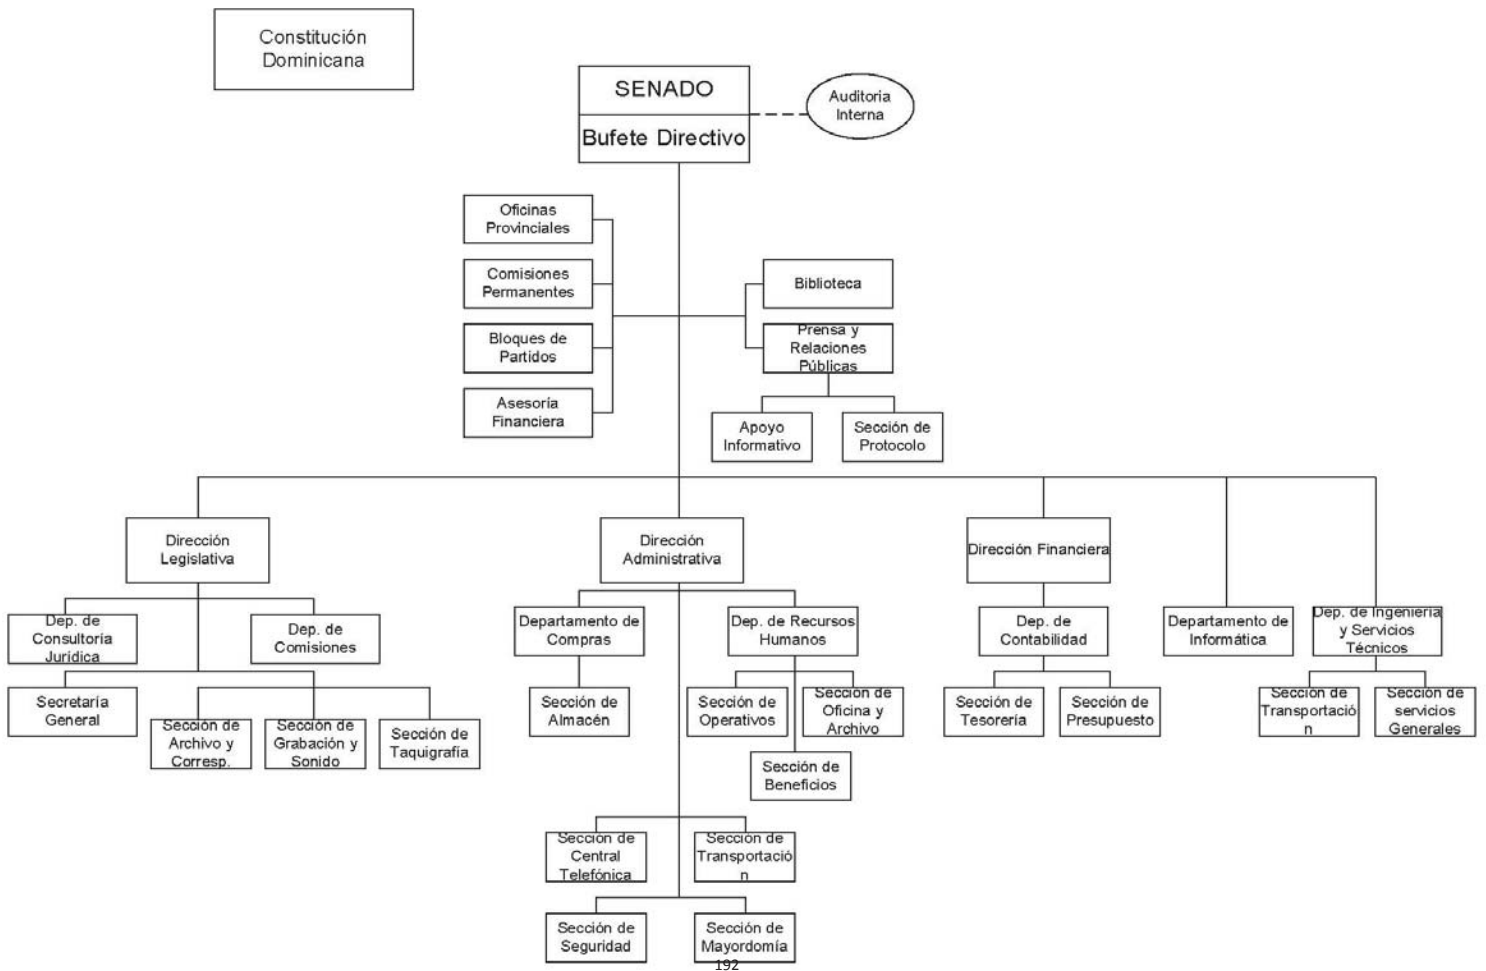 Constitución
Dominicana
SENADO
Bufete Directivo
Auditoria
Interna
Oficinas
Provinciales
Comisiones
Permanentes
Bloques de
Partidos
Asesoría
Financiera
Biblioteca
Prensa y
Relaciones
Públicas
Apoyo
Informativo
Sección de
Protocolo
Dirección
Legislativa
Dirección
Administrativa
Dirección Financiera
Dep. de
Consultoría
Jurídica
Dep. de
Comisiones
Departamento de
Compras
Dep. de Recursos
Humanos
Dep. de
Contabilidad
Departamento de
Informática
Dep. de Ingeniería
y Servicios
Técnicos
Secretaría
General
Sección de
Archivo y
Corresp.
Sección de
Grabación y
Sonido
Sección de
Taquigrafía
Sección de
Almacén
Sección de
Operativos
Sección de
Oficina y
Archivo
Sección de
Beneficios
Sección de
Tesorería
Sección de
Presupuesto
Sección de
Transportació
n
Sección de
servicios
Generales
Sección de
Central
Telefónica
Sección de
Transportació
n
Sección de
Seguridad
Sección de
Mayordomía
192